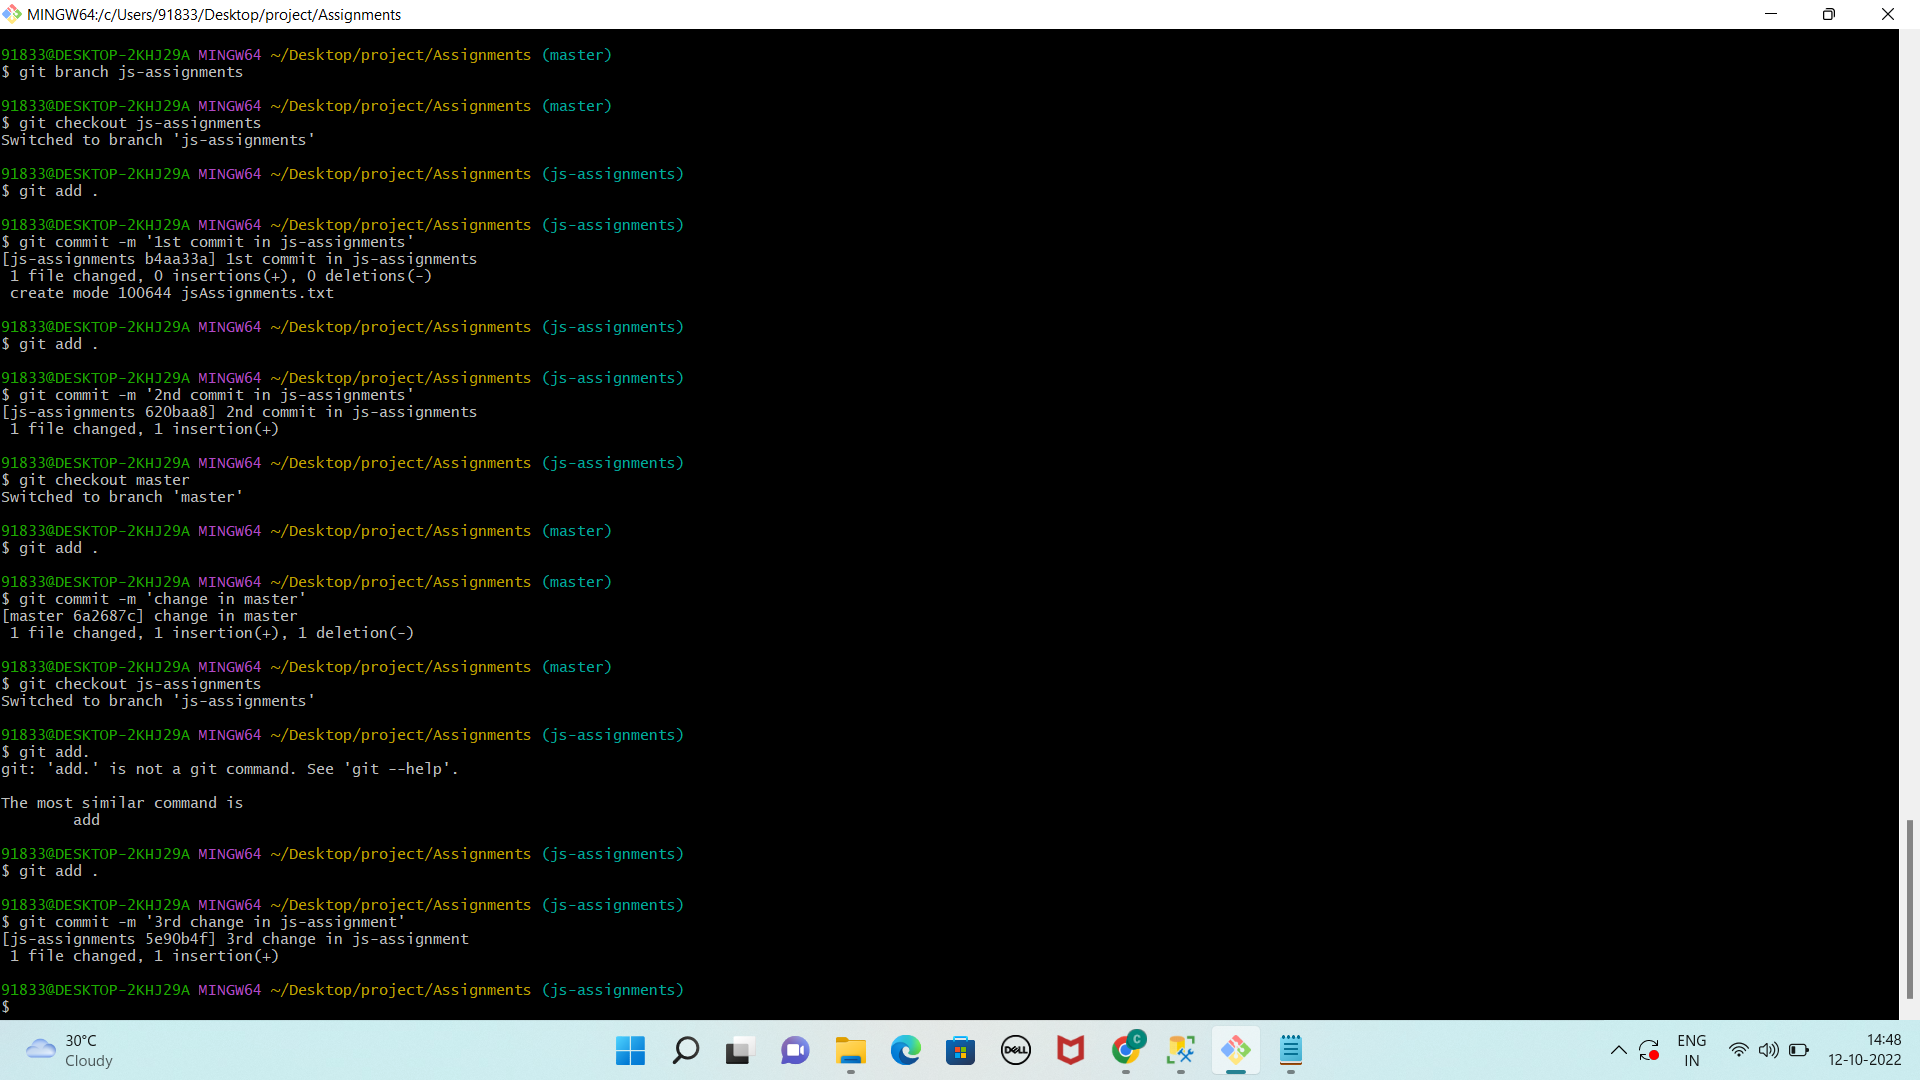 MINGW64:/c/Users/91833/Desktop/project/Assignments
91833@DESKTOP-2KHJ29A MINGW64 ~/Desktop/project/Assignments (master)
$ git branch js-assignments
91833@DESKTOP-2KHJ29A MINGW64 ~/Desktop/project/Assignments (master)
$ git checkout js-assignments
Switched to branch 'js-assignments'
91833@DESKTOP-2KHJ29A MINGW64 ~/Desktop/project/Assignments (js-assignments)
$ git add .
91833@DESKTOP-2KHJ29A MINGW64 ~/Desktop/project/Assignments (js-assignments)
$ git commit -m '1st commit in js-assignments'
[js-assignments b4aa33a] 1st commit in js-assignments
1 file changed, 0 insertions(+), 0 deletions(-)
create mode 100644 jsAssignments.txt
91833@DESKTOP-2KHJ29A MINGW64 ~/Desktop/project/Assignments (js-assignments)
$ git add .
91833@DESKTOP-2KHJ29A MINGW64 ~/Desktop/project/Assignments (js-assignments)
$ git commit -m '2nd commit in js-assignments'
[js-assignments 620baa8] 2nd commit in js-assignments
1 file changed, 1 insertion(+)
91833@DESKTOP-2KHJ29A MINGW64 ~/Desktop/project/Assignments (js-assignments)
$ git checkout master
Switched to branch 'master'
91833@DESKTOP-2KHJ29A MINGW64 ~/Desktop/project/Assignments (master)
$ git add .
91833@DESKTOP-2KHJ29A MINGW64 ~/Desktop/project/Assignments (master)
$ git commit -m 'change in master'
[master 6a2687c] change in master
1 file changed, 1 insertion(+), 1 deletion(-)
91833@DESKTOP-2KHJ29A MINGW64 ~/Desktop/project/Assignments (master)
$ git checkout js-assignments
Switched to branch 'js-assignments'
91833@DESKTOP-2KHJ29A MINGW64 ~/Desktop/project/Assignments (js-assignments)
$ git add.
git: 'add.' is not a git command. See 'git --help'.
The most similar command is
add
91833@DESKTOP-2KHJ29A MINGW64 ~/Desktop/project/Assignments (js-assignments)
$ git add .
91833@DESKTOP-2KHJ29A MINGW64 ~/Desktop/project/Assignments (js-assignments)
$ git commit -m '3rd change in js-assignment'
[js-assignments 5e90b4f] 3rd change in js-assignment
1 file changed, 1 insertion(+)
91833@DESKTOP-2KHJ29A MINGW64 ~/Desktop/project/Assignments (js-assignments)
$
30°C
Cloudy
DELL
C
ENG
IN
14:48
12-10-2022